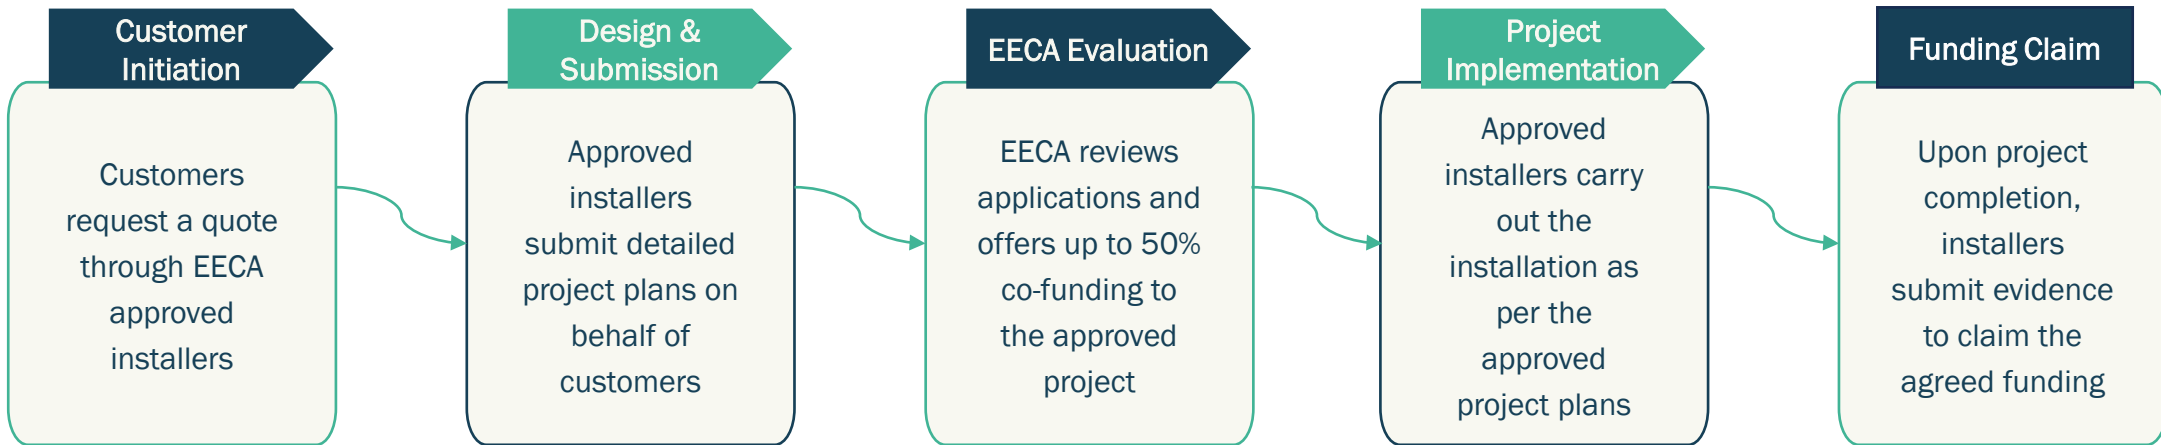 Customer
Initiation
Customers
request a quote
through EECA
approved
installers
Design &
Submission
Approved
installers
submit detailed
project plans on
behalf of
customers
EECA Evaluation
EECA reviews
applications and
offers up to 50%
co-funding to
the approved
project
Project
Implementation
Approved
installers carry
out the
installation as
per the
approved
project plans
Funding Claim
Upon project
completion,
installers
submit evidence
to claim the
agreed funding